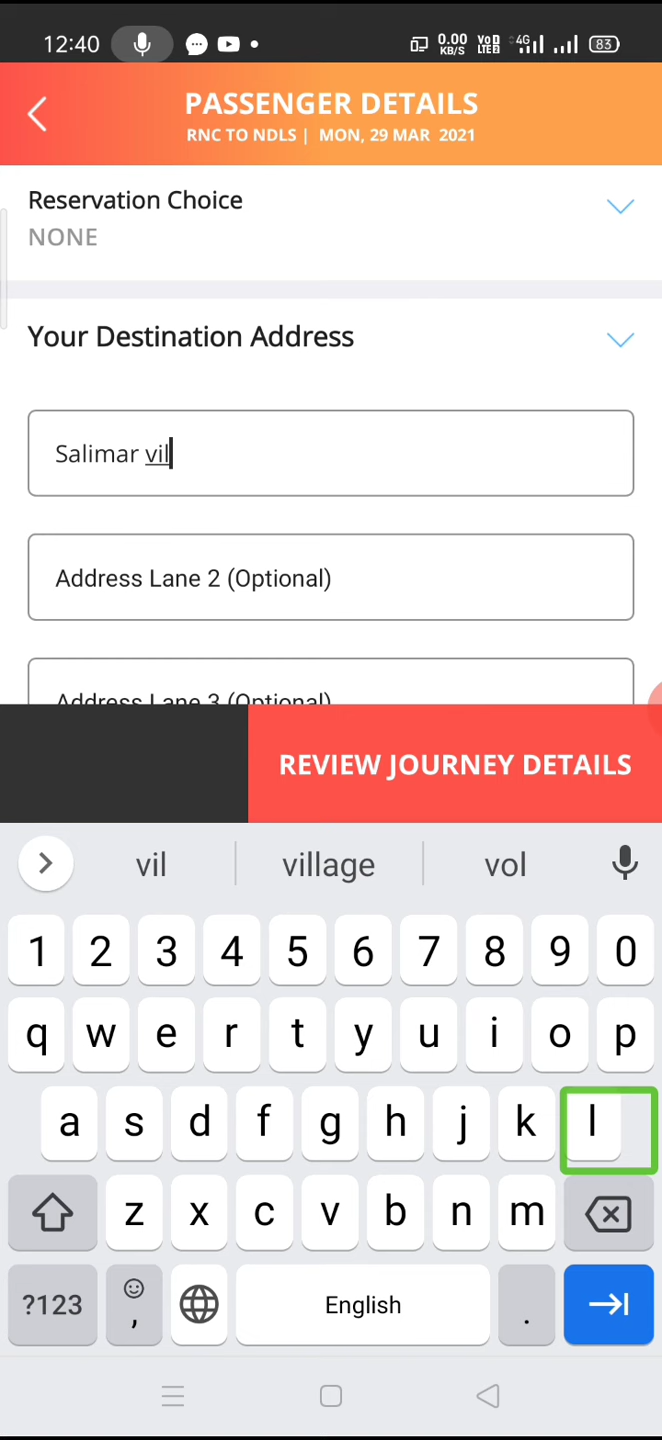 12:40
0.00 KB/S VoD LTE 4G 83
PASSENGER DETAILS
RNC TO NDLS | MON, 29 MAR 2021
Reservation Choice
NONE
Your Destination Address
Salimar vil
Address Lane 2 (Optional)
Address Lane 3 (Optional)
REVIEW JOURNEY DETAILS
vil village vol
1 2 3 4 5 6 7 8 9 0
q w e r t y u i o p
a s d f g h j k l
z x c v b n m
?123 , English .